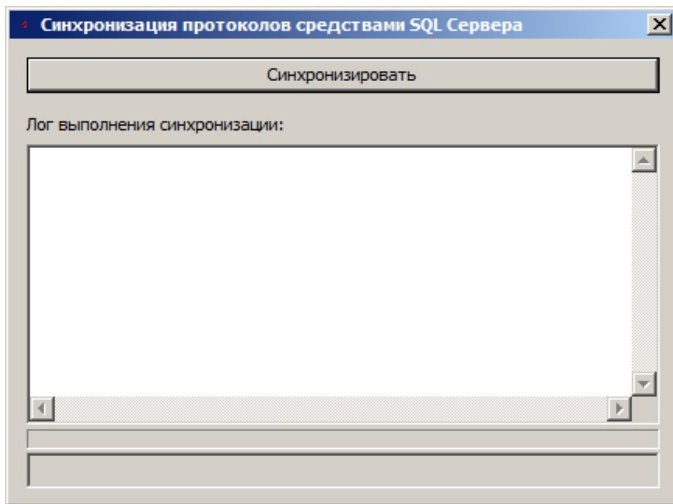 Синхронизация протоколов средствами SQL Сервера
Синхронизировать
Лог выполнения синхронизации: